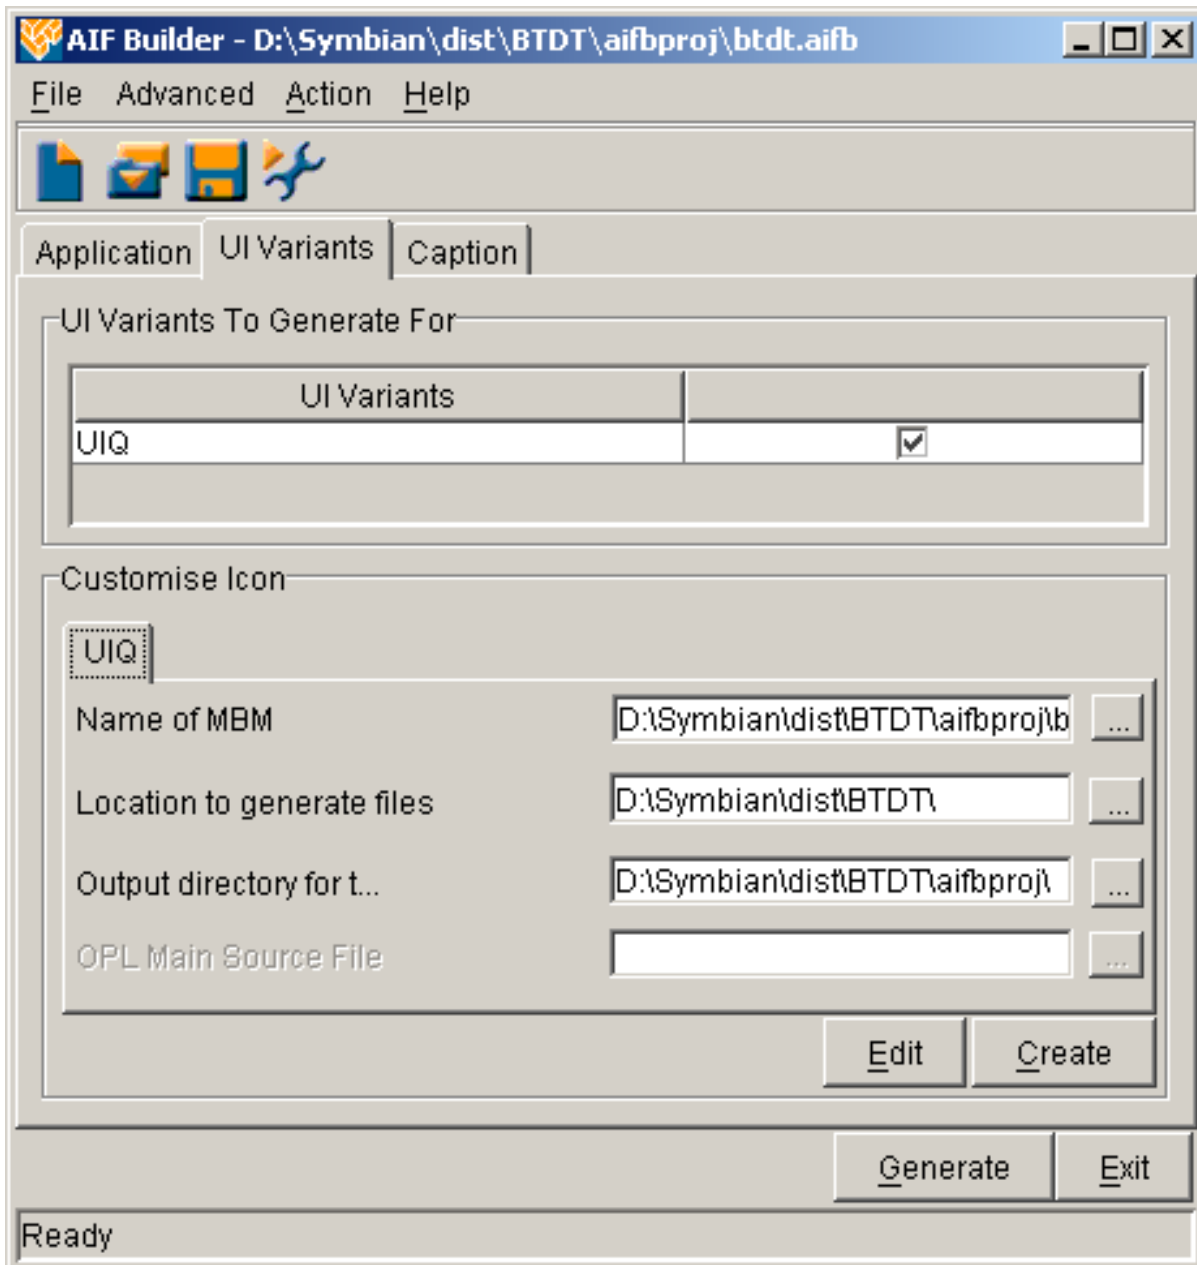 AIF Builder - D:\Symbian\dist\BTDT\aifbproj\btdt.aifb
File Advanced Action Help
Application UI Variants Caption
UI Variants To Generate For
UI Variants
UIQ
Customise Icon
UIQ
Name of MBM D:\Symbian\dist\BTDT\aifbproj\b ...
Location to generate files D:\Symbian\dist\BTDT\ ...
Output directory for t... D:\Symbian\dist\BTDT\aifbproj\ ...
OPL Main Source File ...
Edit Create
Generate Exit
Ready